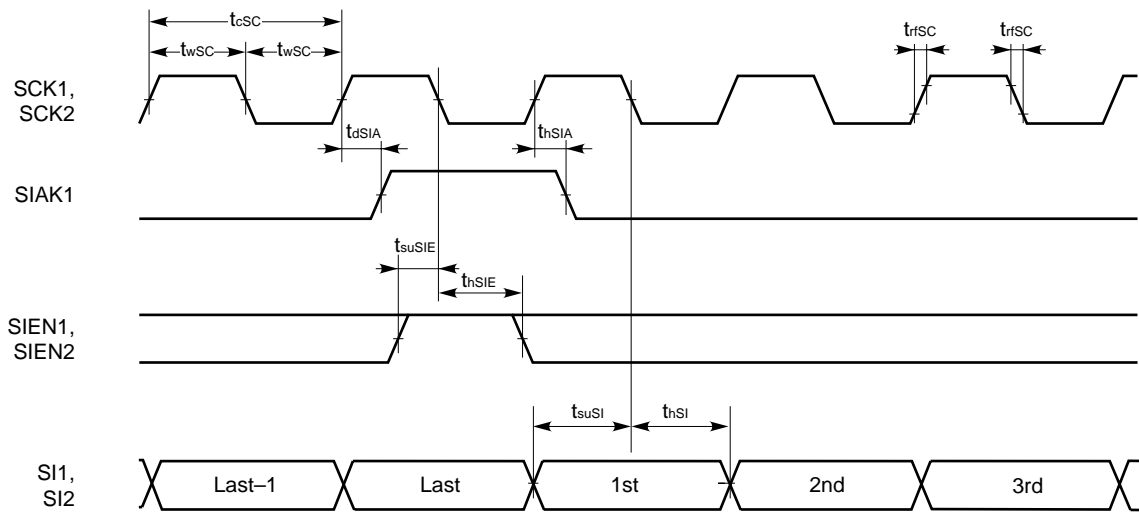 tcSC
twSC twSC trfSC trfSC
SCK1,
SCK2
tdSIA thSIA
SIAK1
tsuSIE
thSIE
SIEN1,
SIEN2
tsuSI thSI
SI1,
SI2
Last–1 Last 1st 2nd 3rd